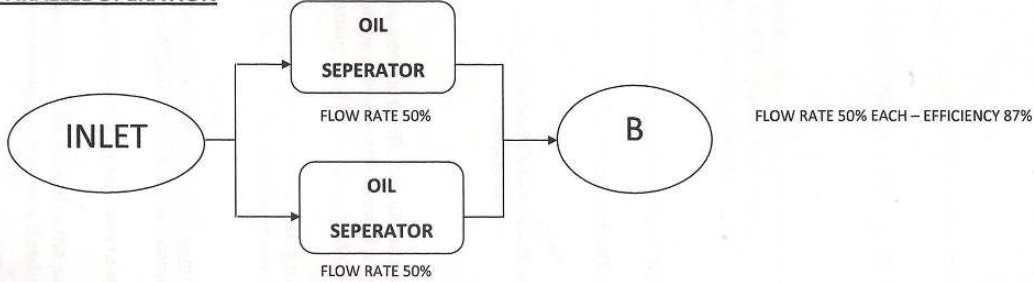 OIL
SEPERATOR
FLOW RATE 50%
INLET
B
FLOW RATE 50% EACH – EFFICIENCY 87%
OIL
SEPERATOR
FLOW RATE 50%